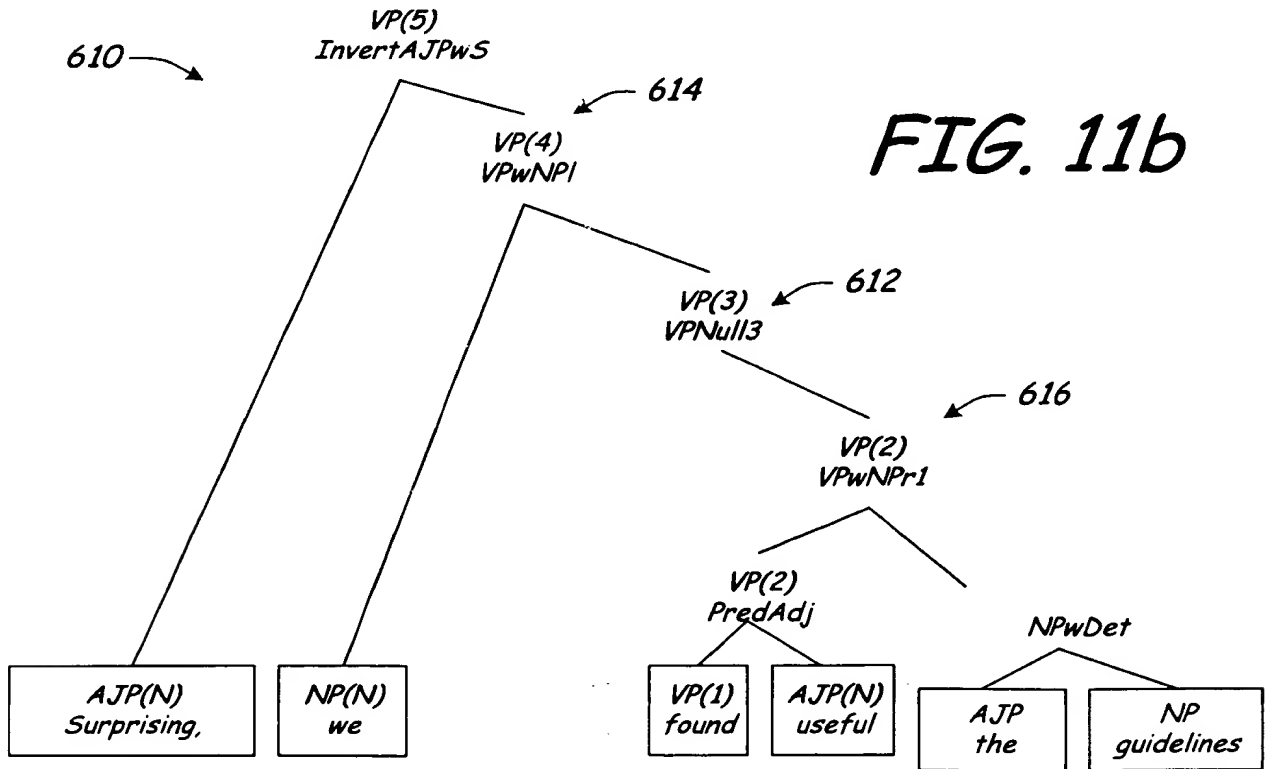 VP(5)
InvertAJPwS
610
614
FIG. 11b
VP(4)
VPwNPl
612
VP(3)
VPNull3
616
VP(2)
VPwNPr1
VP(2)
PredAdj
NPwDet
AJP(N)
Surprising,
NP(N)
we
VP(1)
found
AJP(N)
useful
AJP
the
NP
guidelines